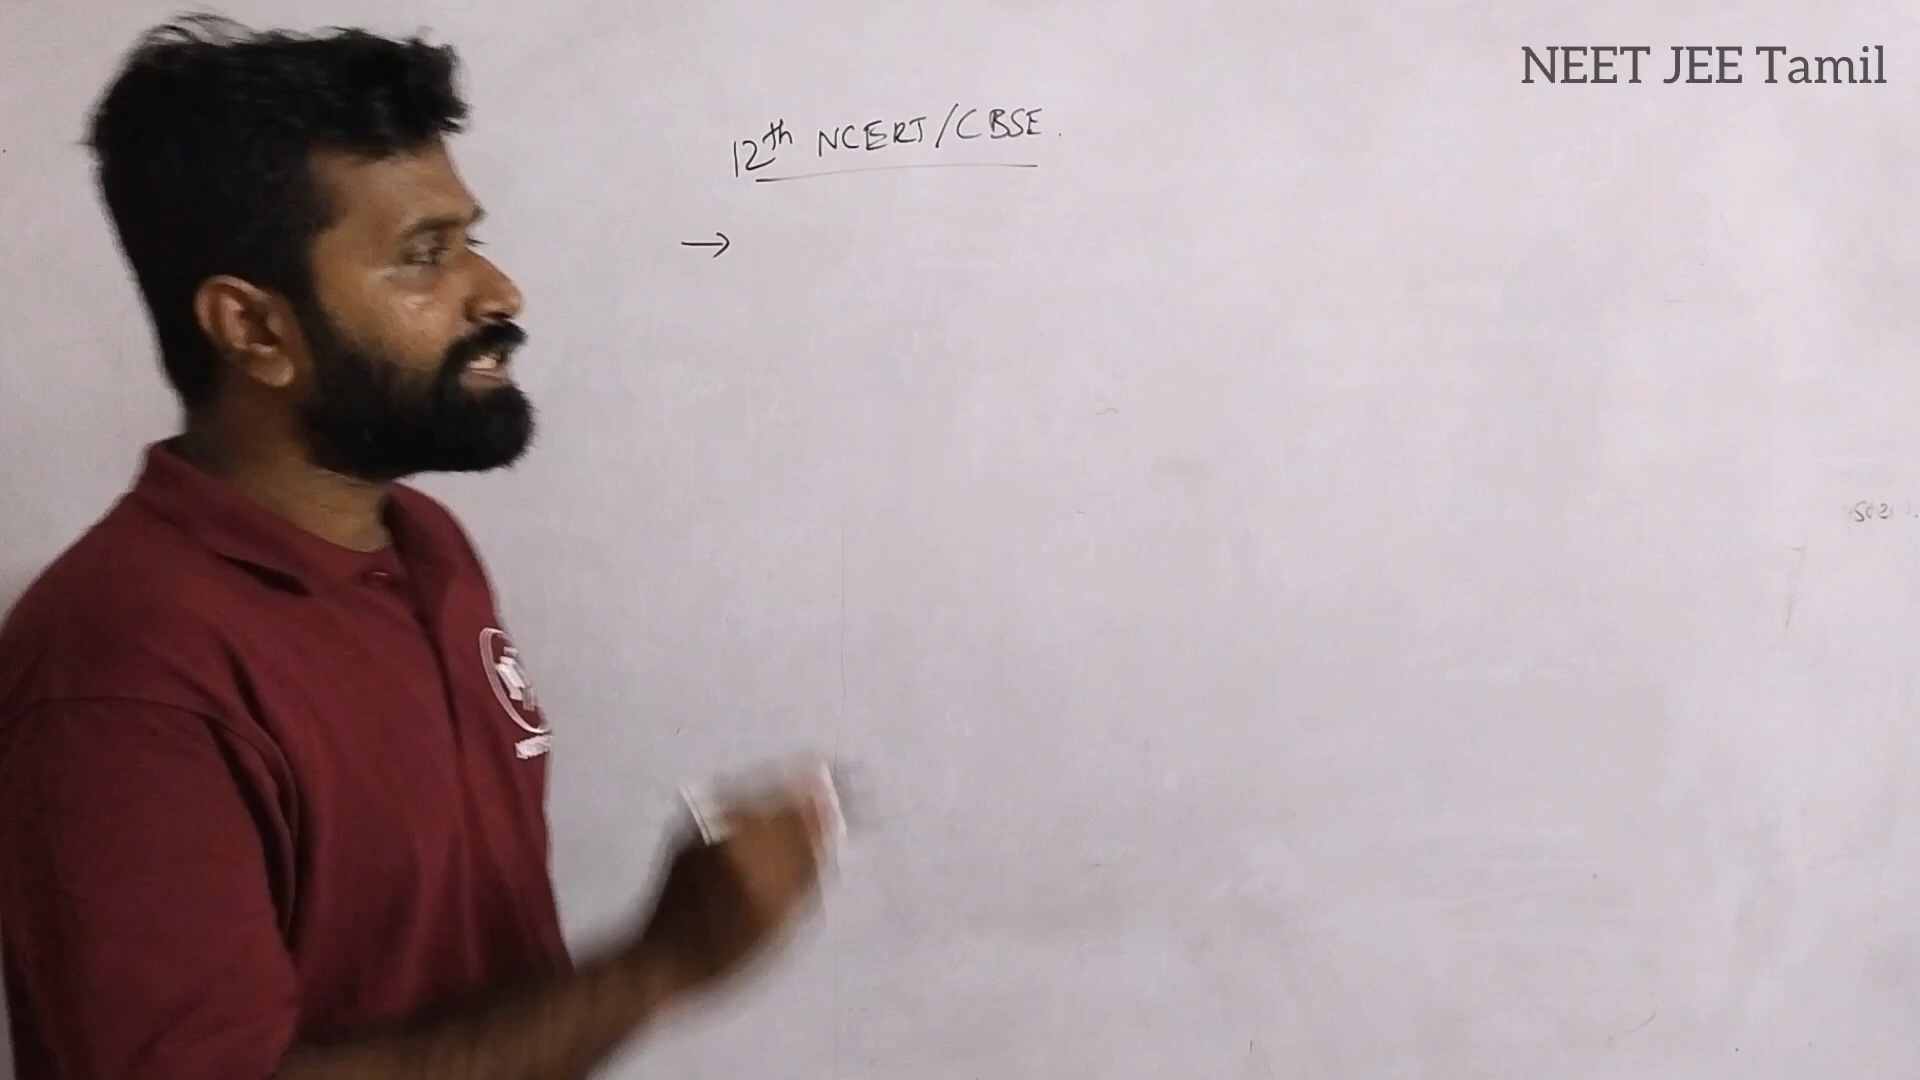 NEET JEE Tamil
12th NCERT/CBSE.
→